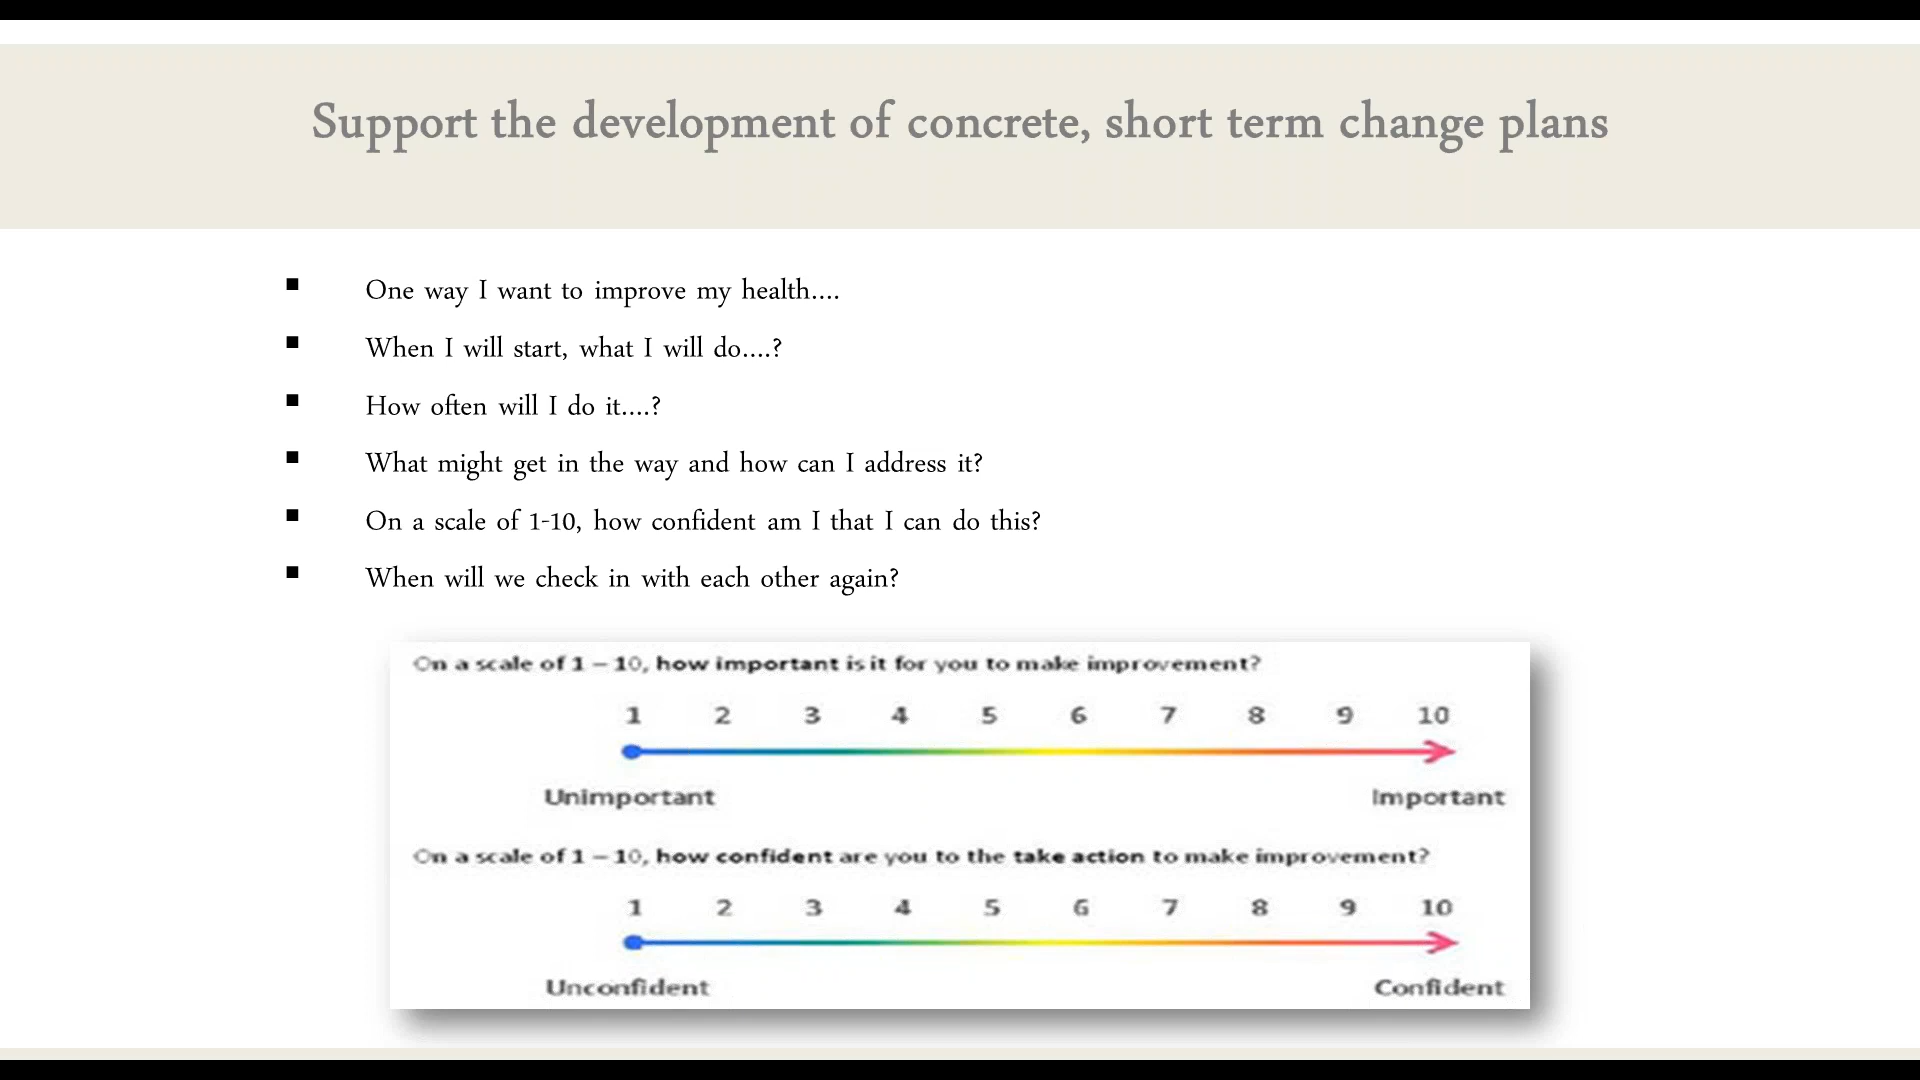 Support the development of concrete, short term change plans
One way I want to improve my health....
When I will start, what I will do....?
How often will I do it....?
What might get in the way and how can I address it?
On a scale of 1-10, how confident am I that I can do this?
When will we check in with each other again?
On a scale of 1 – 10, how important is it for you to make improvement?
1 2 3 4 5 6 7 8 9 10
Unimportant Important
On a scale of 1 – 10, how confident are you to the take action to make improvement?
1 2 3 4 5 6 7 8 9 10
Unconfident Confident